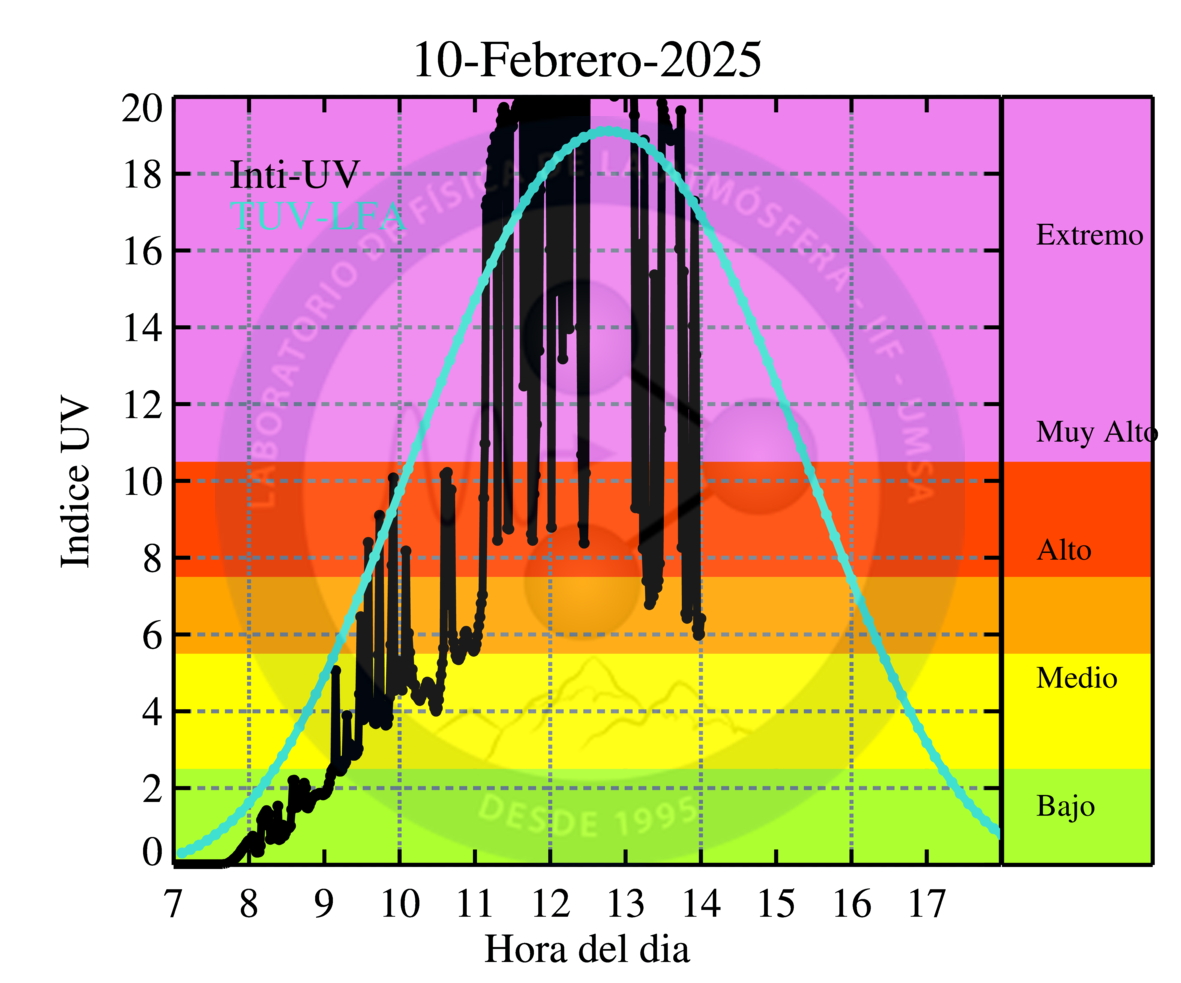 10-Febrero-2025
20
18
16
14
12
10
8
6
4
2
0
Indice UV
Inti-UV
TUV-LFA
LABORATORIO DE FÍSICA DE LA ATMÓSFERA - IIF - UMSA
DESDE 1995
Extremo
Muy Alto
Alto
Medio
Bajo
7 8 9 10 11 12 13 14 15 16 17
Hora del dia